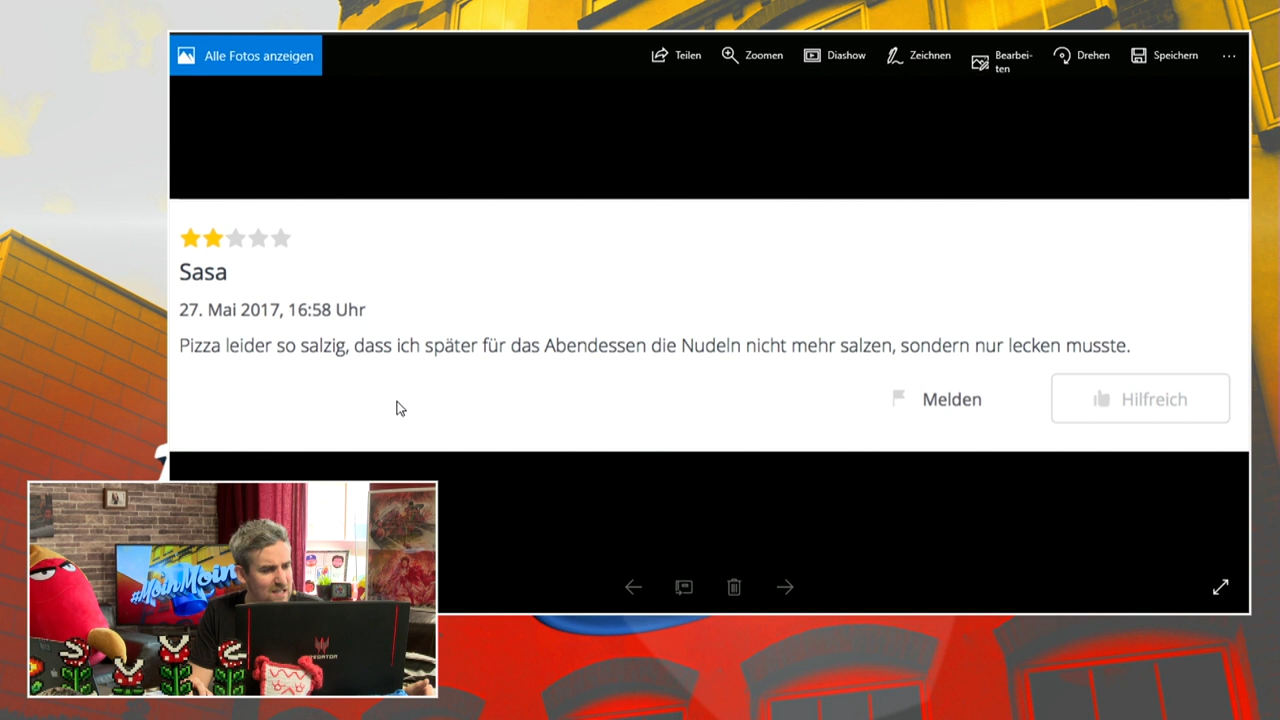 Alle Fotos anzeigen
Teilen
Zoomen
Diashow
Zeichnen
Bearbei-
ten
Drehen
Speichern
Sasa
27. Mai 2017, 16:58 Uhr
Pizza leider so salzig, dass ich später für das Abendessen die Nudeln nicht mehr salzen, sondern nur lecken musste.
Melden
Hilfreich
#MoinMoin
PREDATOR